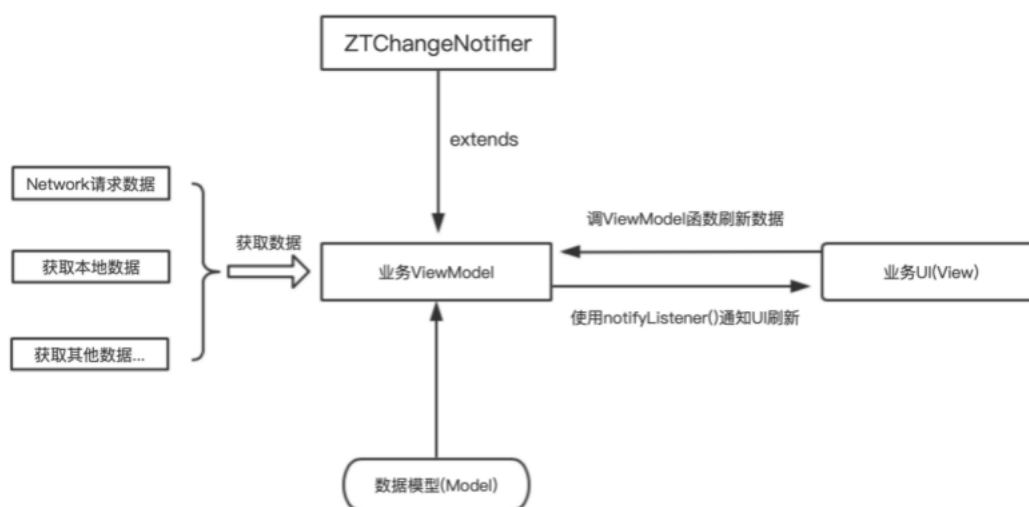 ZTChangeNotifier
extends
Network请求数据
获取本地数据
获取其他数据...
获取数据
业务ViewModel
调ViewModel函数刷新数据
使用notifyListener()通知UI刷新
业务UI(View)
数据模型(Model)